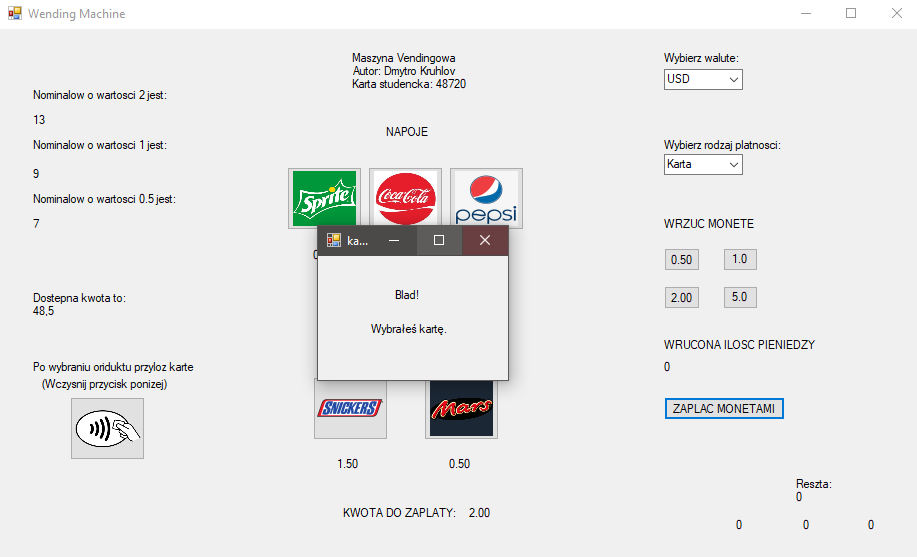 Wending Machine
Maszyna Vendingowa
Autor: Dmytro Kruhlov
Karta studencka: 48720
Wybierz walute:
USD
Nominalow o wartosci 2 jest:
13
Nominalow o wartosci 1 jest:
9
Nominalow o wartosci 0.5 jest:
7
NAPOJE
Sprite
Coca-Cola
pepsi
Wybierz rodzaj platnosci:
Karta
WRZUC MONETE
0.50
1.0
2.00
5.0
ka...
Blad!
Wybrałeś kartę.
Dostepna kwota to:
48,5
WRUCONA ILOSC PIENIEDZY
0
Po wybraniu oriduktu przyloz karte
(Wczysnij przycisk ponizej)
SNICKERS
Mars
ZAPLAC MONETAMI
1.50
0.50
KWOTA DO ZAPLATY: 2.00
Reszta:
0
0 0 0